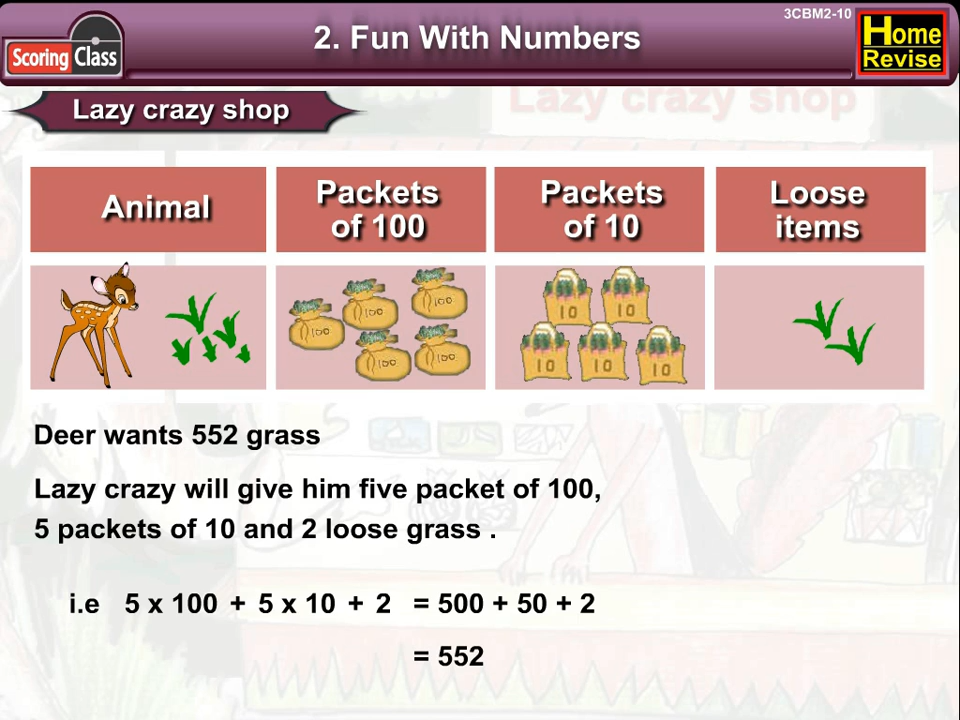 3CBM2-10
2. Fun With Numbers
Scoring Class
Home
Revise
Lazy crazy shop
Lazy crazy shop
Animal
Packets
of 100
Packets
of 10
Loose
items
100
100
100
100
100
10
10
10
10
10
Deer wants 552 grass
Lazy crazy will give him five packet of 100,
5 packets of 10 and 2 loose grass .
i.e 5 x 100 + 5 x 10 + 2 = 500 + 50 + 2
= 552